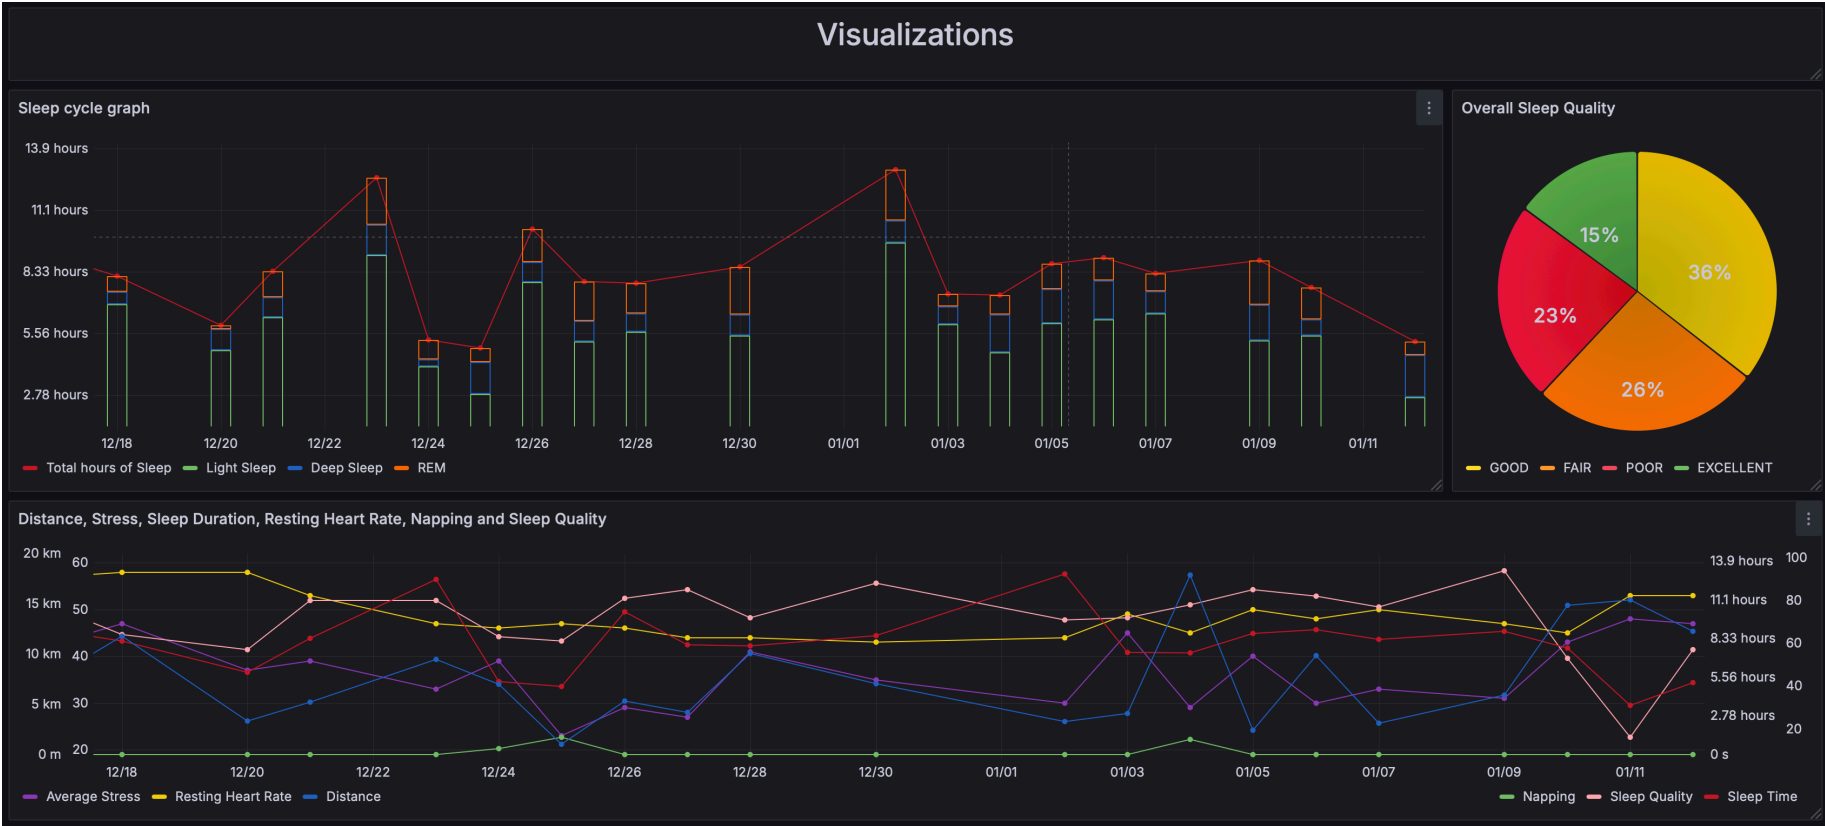 Visualizations
Sleep cycle graph
13.9 hours
11.1 hours
8.33 hours
5.56 hours
2.78 hours
12/18 12/20 12/22 12/24 12/26 12/28 12/30 01/01 01/03 01/05 01/07 01/09 01/11
Total hours of Sleep Light Sleep Deep Sleep REM
Overall Sleep Quality
15%
36%
23%
26%
GOOD FAIR POOR EXCELLENT
Distance, Stress, Sleep Duration, Resting Heart Rate, Napping and Sleep Quality
20 km 60 13.9 hours 100
15 km 50 11.1 hours 80
10 km 40 8.33 hours 60
5 km 30 5.56 hours 40
2.78 hours 20
0 m 20 0 s
12/18 12/20 12/22 12/24 12/26 12/28 12/30 01/01 01/03 01/05 01/07 01/09 01/11
Average Stress Resting Heart Rate Distance Napping Sleep Quality Sleep Time